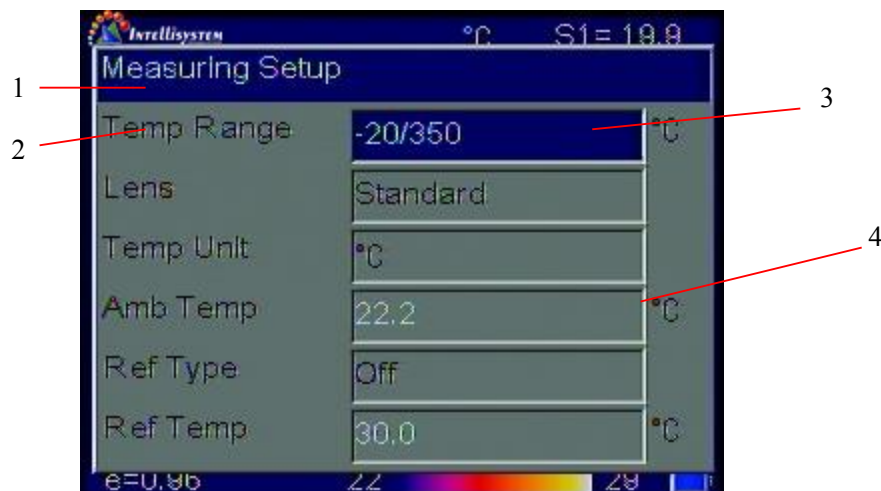 Intellisystem °C S1= 19.9
1 Measuring Setup
2 Temp Range -20/350 °C 3
Lens Standard
Temp Unit °C
4
Amb Temp 22.2 °C
Ref Type Off
Ref Temp 30.0 °C
e=0.96 22 29